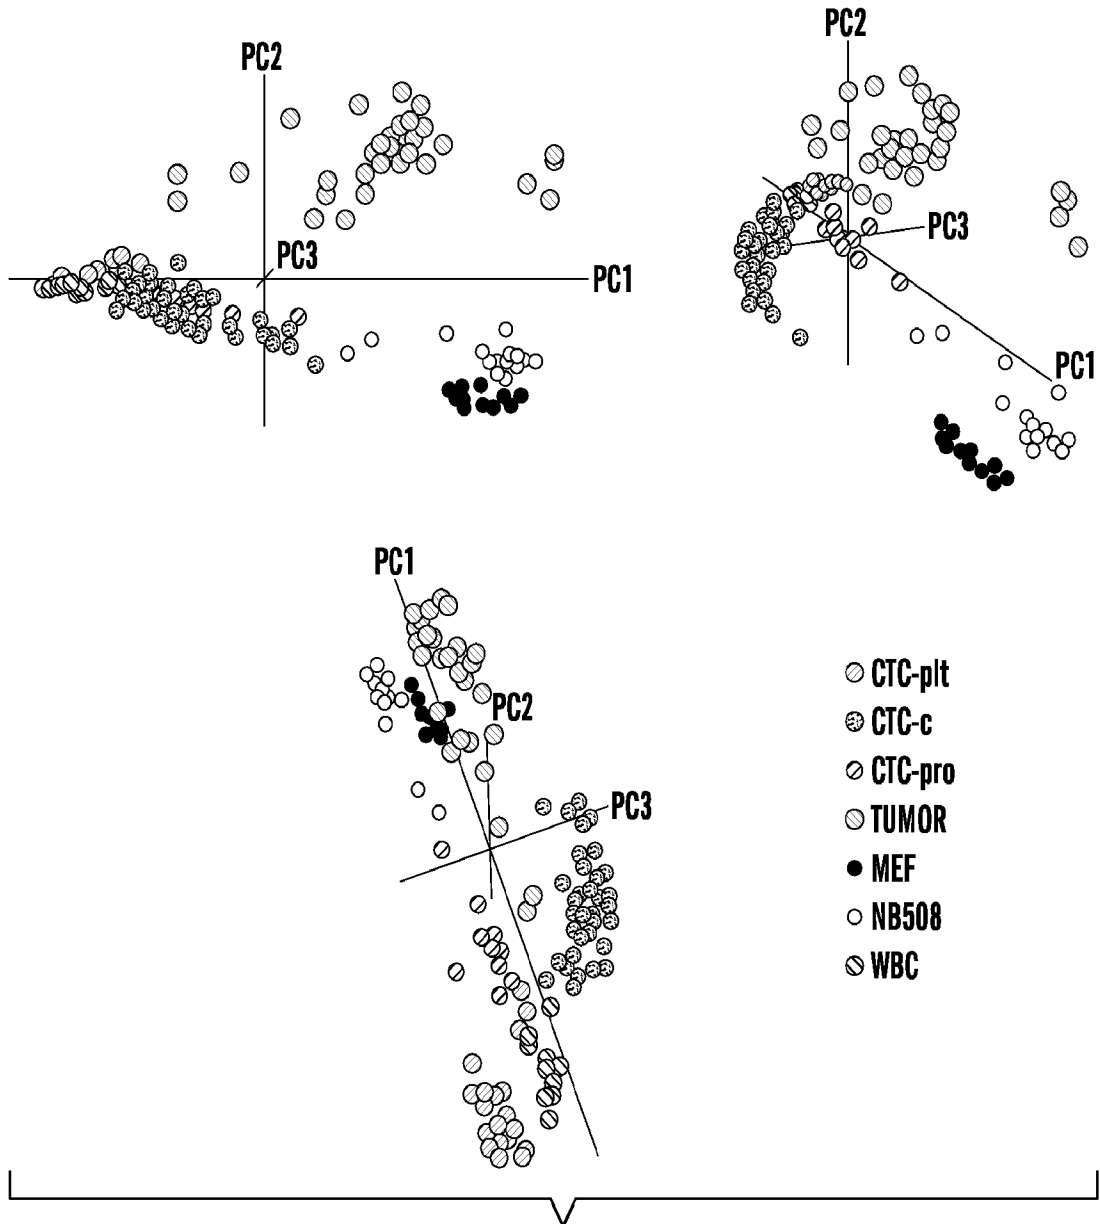 PC2
PC3
PC1
PC2
PC3
PC1
PC1
PC2
PC3
CTC-plt
CTC-c
CTC-pro
TUMOR
MEF
NB508
WBC